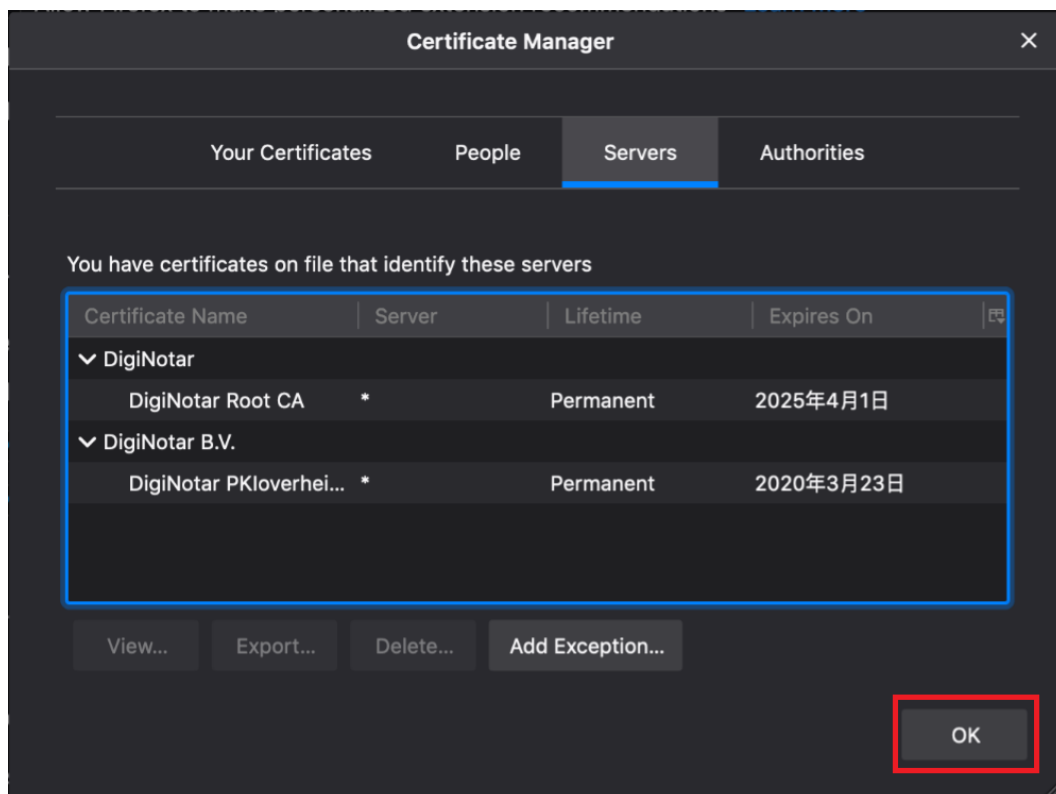 Certificate Manager
Your Certificates People Servers Authorities
You have certificates on file that identify these servers
Certificate Name Server Lifetime Expires On
DigiNotar
DigiNotar Root CA * Permanent 2025年4月1日
DigiNotar B.V.
DigiNotar PKIoverhei... * Permanent 2020年3月23日
View... Export... Delete... Add Exception...
OK